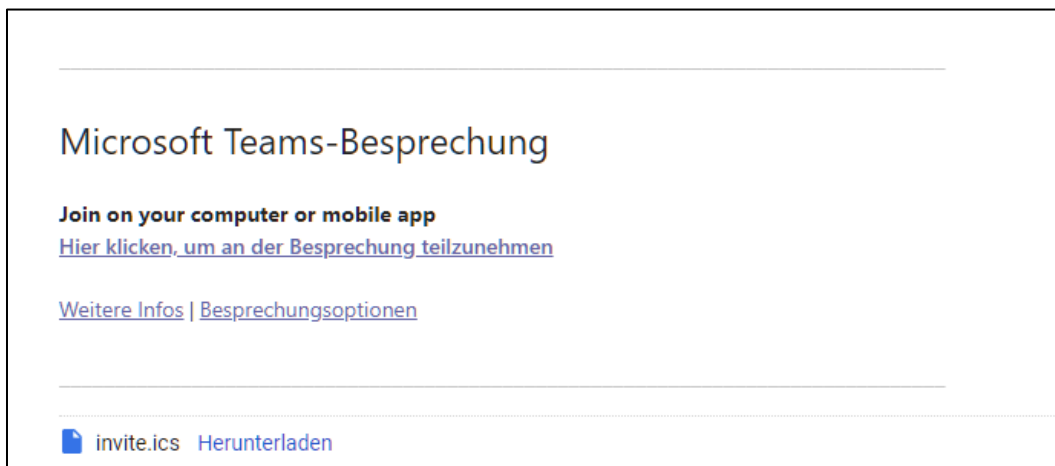 Microsoft Teams-Besprechung
Join on your computer or mobile app
Hier klicken, um an der Besprechung teilzunehmen
Weitere Infos | Besprechungsoptionen
invite.ics Herunterladen